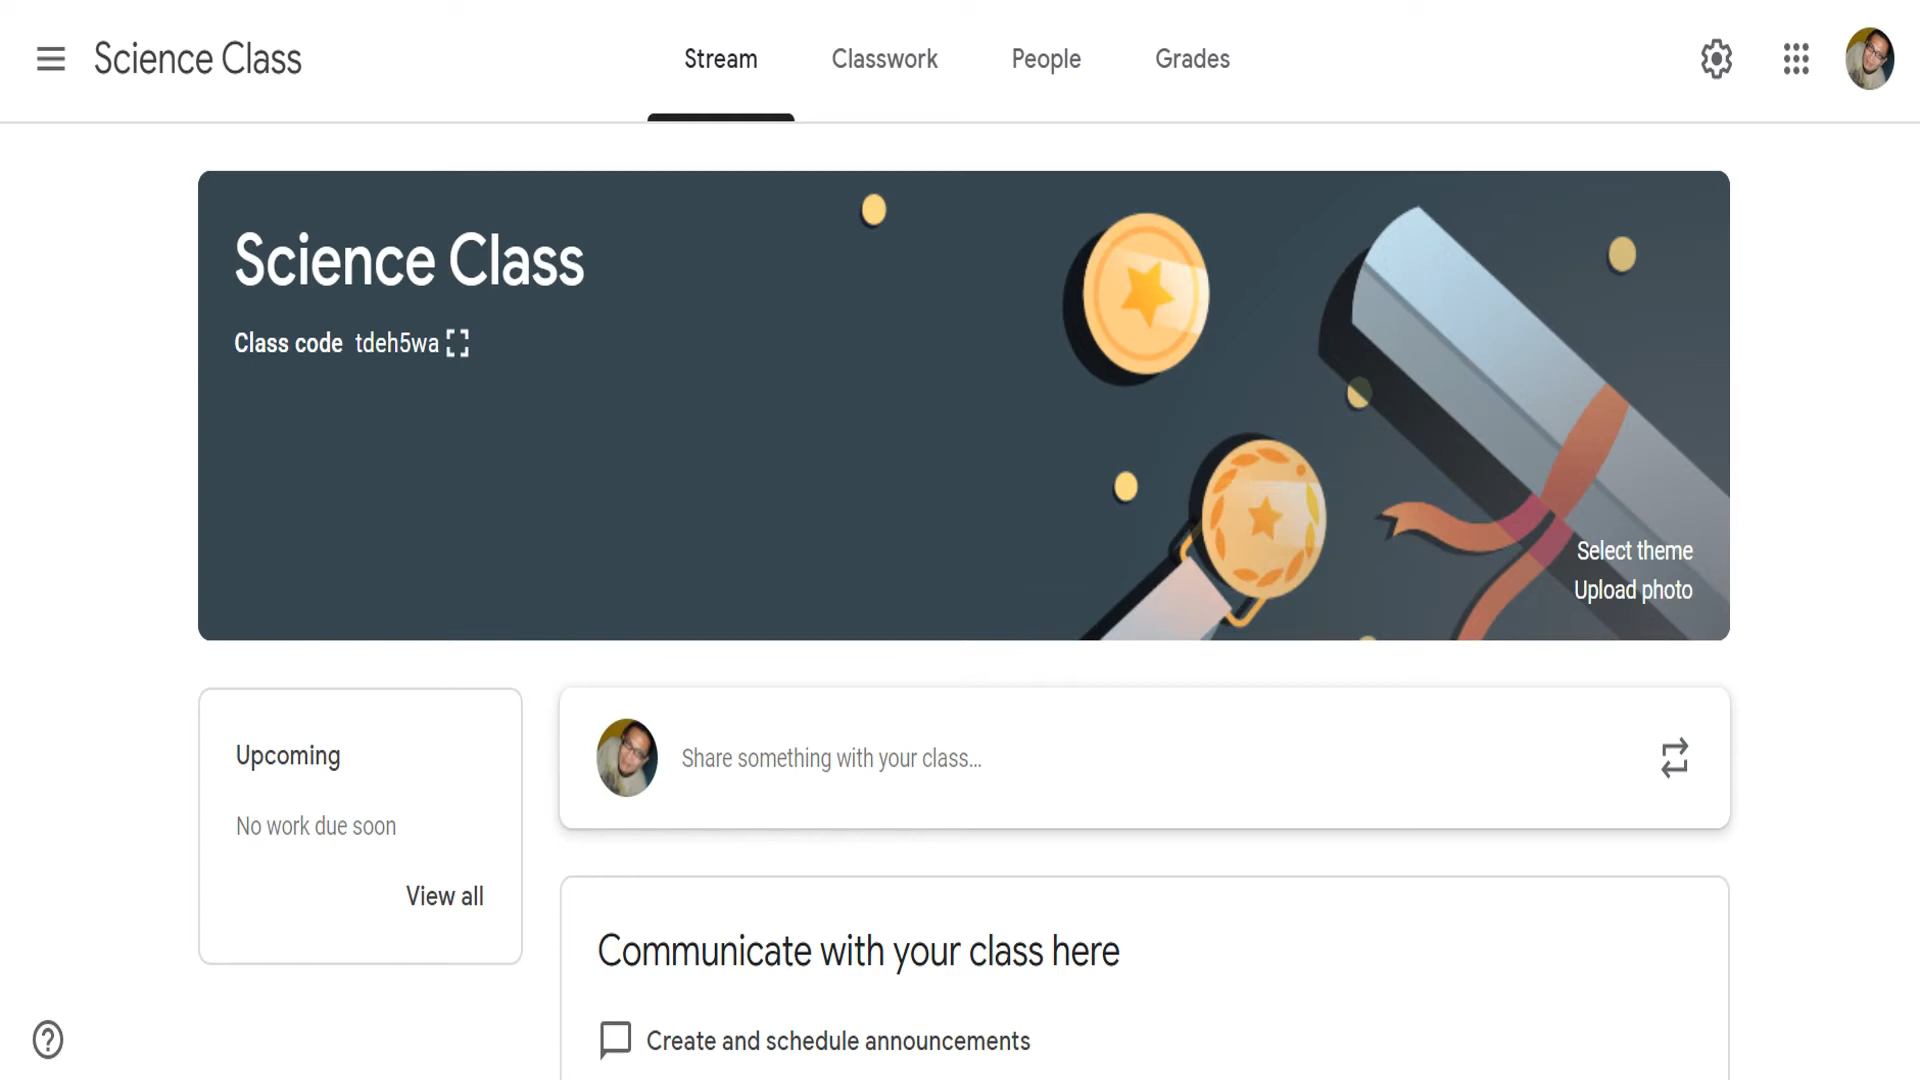 Science Class
Stream
Classwork
People
Grades
Science Class
Class code tdeh5wa
Select theme
Upload photo
Upcoming
No work due soon
View all
Share something with your class...
Communicate with your class here
Create and schedule announcements